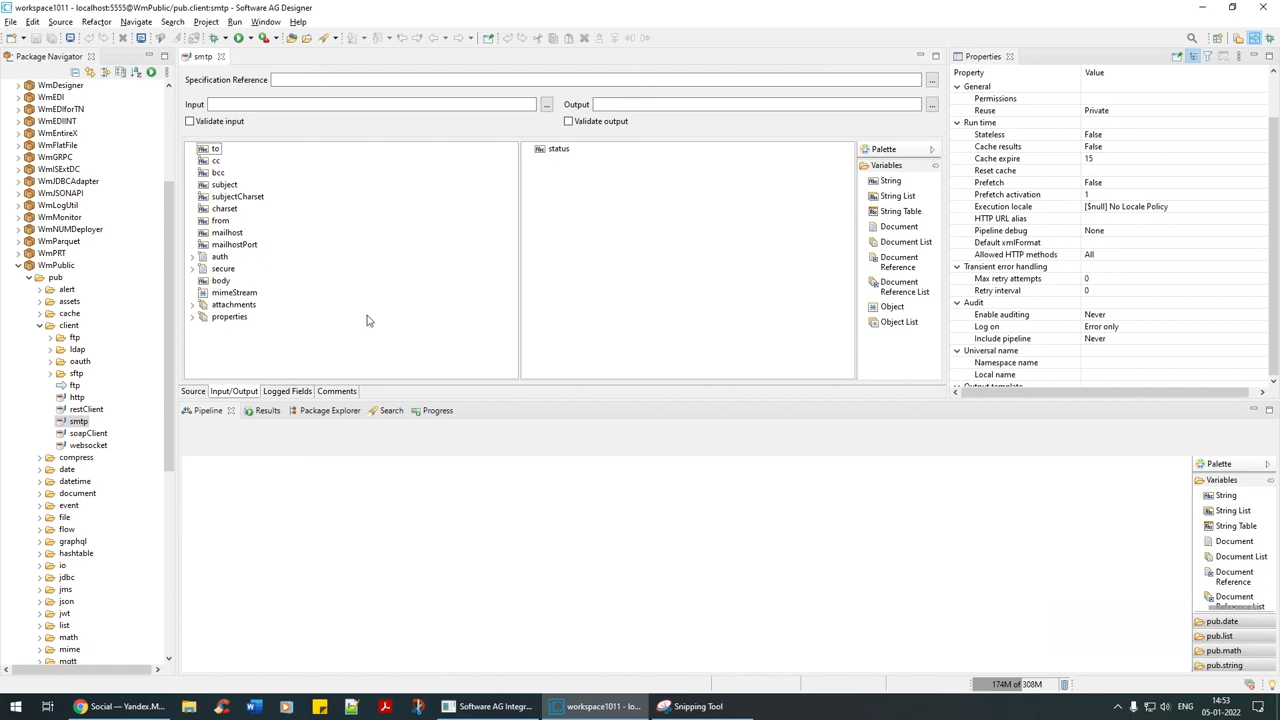 workspace1011 - localhost:5555@WmPublic/pub.client:smtp - Software AG Designer
File Edit Source Refactor Navigate Search Project Run Window Help
Package Navigator
WmDesigner
WmEDI
WmEDIforTN
WmEDIINT
WmEntireX
WmFlatFile
WmGRPC
WmISExtDC
WmJDBCAdapter
WmJSONAPI
WmLogUtil
WmMonitor
WmNUMDeployer
WmParquet
WmPRT
WmPublic
pub
alert
assets
cache
client
ftp
ldap
oauth
sftp
ftp
http
restClient
smtp
soapClient
websocket
compress
date
datetime
document
event
file
flow
graphql
hashtable
io
jdbc
jms
json
jwt
list
math
mime
mqtt
smtp
Specification Reference
...
Input
...
Output
...
Validate input
Validate output
to
cc
bcc
subject
subjectCharset
charset
from
mailhost
mailhostPort
auth
secure
body
mimeStream
attachments
properties
status
Palette
Variables
String
String List
String Table
Document
Document List
Document
Reference
Document
Reference List
Object
Object List
Source Input/Output Logged Fields Comments
Pipeline Results Package Explorer Search Progress
Palette
Variables
String
String List
String Table
Document
Document List
Document
Reference
Document
Reference List
pub.date
pub.list
pub.math
pub.string
Properties
Property Value
General
Permissions
Reuse Private
Run time
Stateless False
Cache results False
Cache expire 15
Reset cache
Prefetch False
Prefetch activation 1
Execution locale [$null] No Locale Policy
HTTP URL alias
Pipeline debug None
Default xmlFormat
Allowed HTTP methods All
Transient error handling
Max retry attempts 0
Retry interval 0
Audit
Enable auditing Never
Log on Error only
Include pipeline Never
Universal name
Namespace name
Local name
Output template
174M of 308M
Social — Yandex.M...
Software AG Integr...
workspace1011 - lo...
Snipping Tool
14:53
05-01-2022